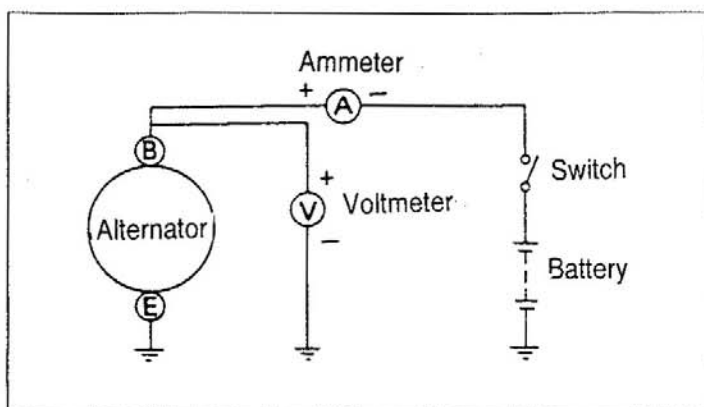 Ammeter
+ A −
B
+
Switch
Alternator
V Voltmeter
−
Battery
E